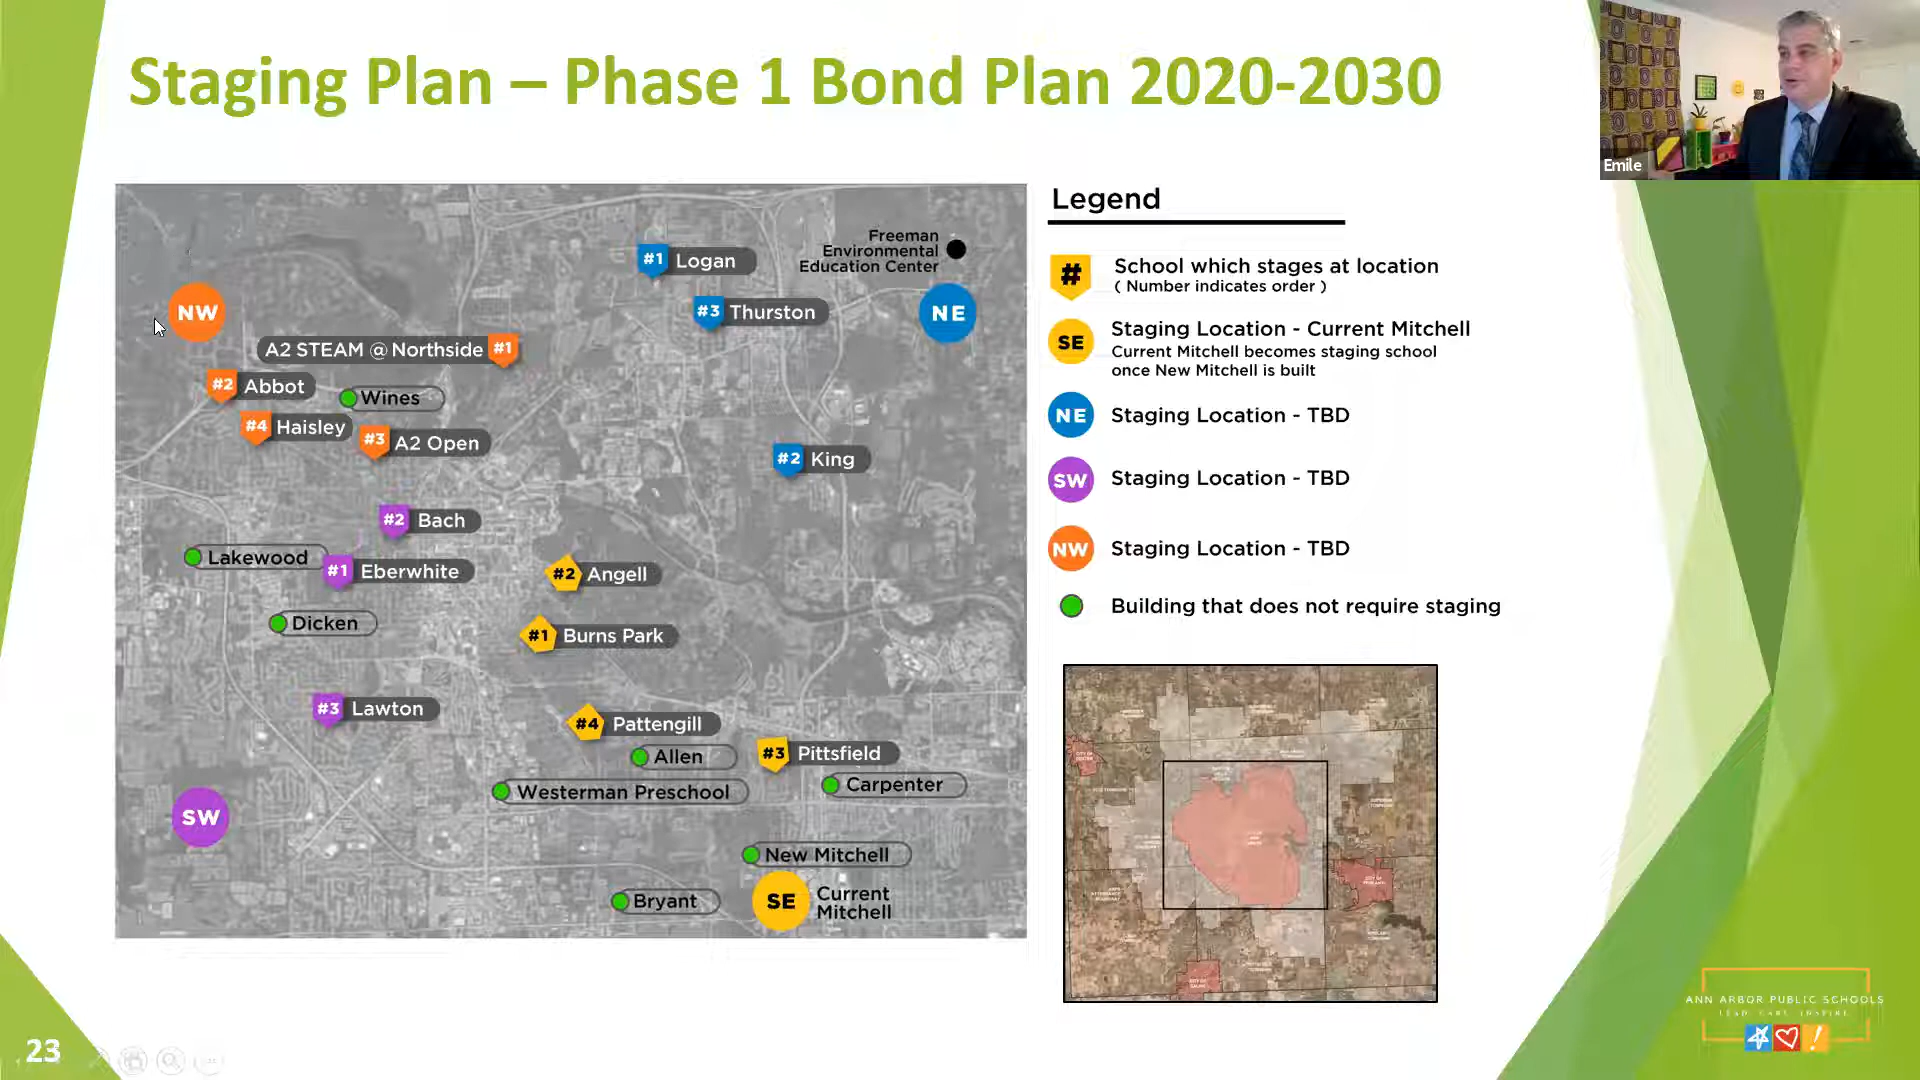 Staging Plan – Phase 1 Bond Plan 2020-2030
Emile
Freeman
Environmental
Education Center
#1 Logan
#3 Thurston
NW
NE
A2 STEAM @ Northside #1
#2 Abbot
Wines
#4 Haisley
#3 A2 Open
#2 King
#2 Bach
Lakewood
#1 Eberwhite
#2 Angell
Dicken
#1 Burns Park
#3 Lawton
#4 Pattengill
Allen
#3 Pittsfield
Westerman Preschool
Carpenter
SW
New Mitchell
Bryant
SE
Current
Mitchell
Legend
# School which stages at location
( Number indicates order )
SE Staging Location - Current Mitchell
Current Mitchell becomes staging school
once New Mitchell is built
NE Staging Location - TBD
SW Staging Location - TBD
NW Staging Location - TBD
Building that does not require staging
ANN ARBOR PUBLIC SCHOOLS
LEAD. CARE. INSPIRE.
23